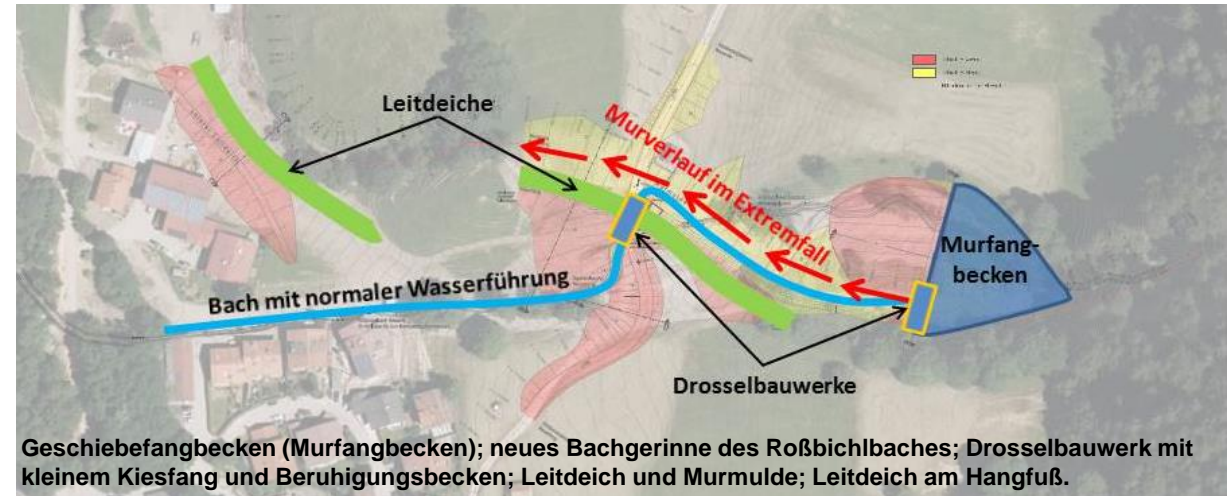 Leitdeiche
Murverlauf im Extremfall
Murfang-
becken
Bach mit normaler Wasserführung
Drosselbauwerke
Geschiebefangbecken (Murfangbecken); neues Bachgerinne des Roßbichlbaches; Drosselbauwerk mit
kleinem Kiesfang und Beruhigungsbecken; Leitdeich und Murmulde; Leitdeich am Hangfuß.